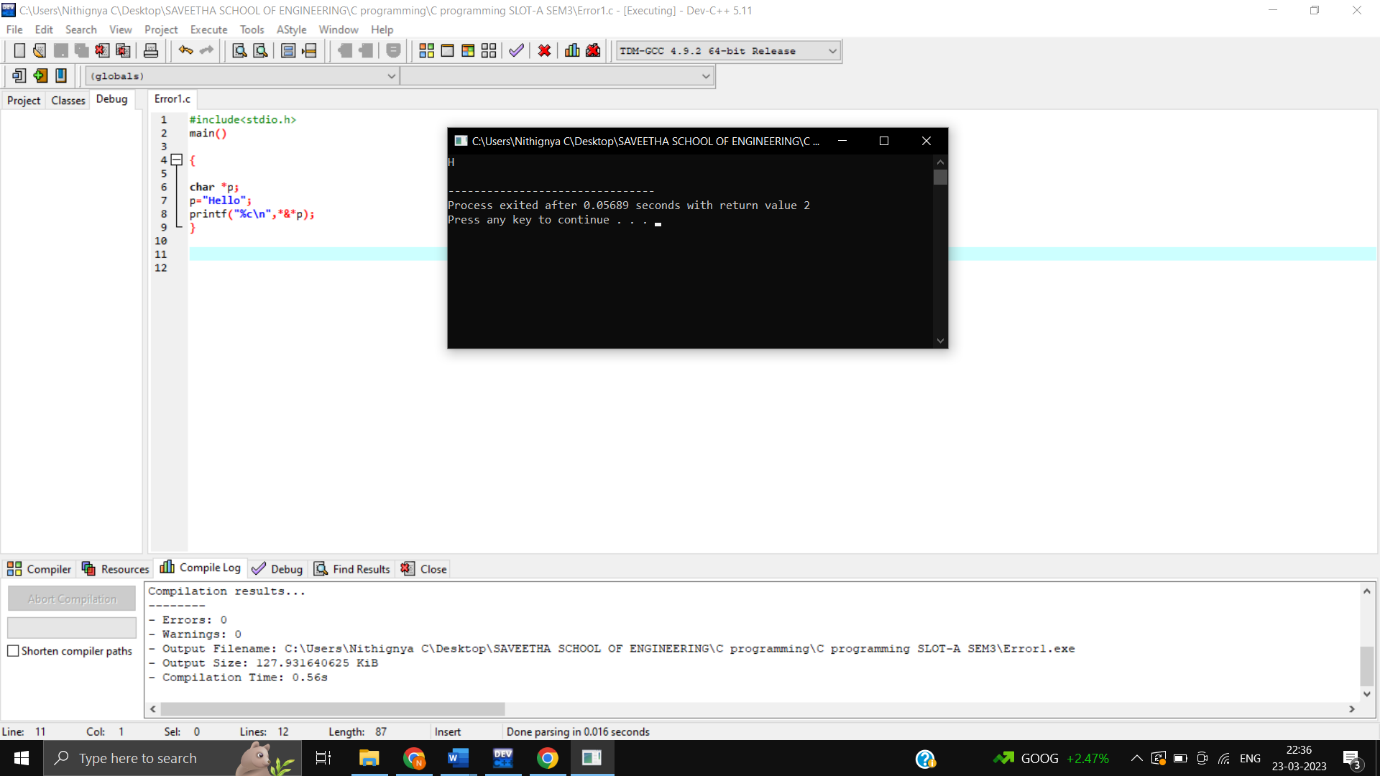 C:\Users\Nithignya C\Desktop\SAVEETHA SCHOOL OF ENGINEERING\C programming\C programming SLOT-A SEM3\Error1.c - [Executing] - Dev-C++ 5.11
File Edit Search View Project Execute Tools AStyle Window Help
TDM-GCC 4.9.2 64-bit Release
(globals)
Project Classes Debug
Error1.c
1 #include<stdio.h>
2 main()
3
4 {
5
6 char *p;
7 p="Hello";
8 printf("%c\n",*&*p);
9 }
10
11
12
C:\Users\Nithignya C\Desktop\SAVEETHA SCHOOL OF ENGINEERING\C ...
H
--------------------------------
Process exited after 0.05689 seconds with return value 2
Press any key to continue . . .
Compiler Resources Compile Log Debug Find Results Close
Abort Compilation
Shorten compiler paths
Compilation results...
--------
- Errors: 0
- Warnings: 0
- Output Filename: C:\Users\Nithignya C\Desktop\SAVEETHA SCHOOL OF ENGINEERING\C programming\C programming SLOT-A SEM3\Error1.exe
- Output Size: 127.931640625 KiB
- Compilation Time: 0.56s
Line: 11 Col: 1 Sel: 0 Lines: 12 Length: 87 Insert Done parsing in 0.016 seconds
Type here to search
GOOG +2.47%
ENG
22:36
23-03-2023
3